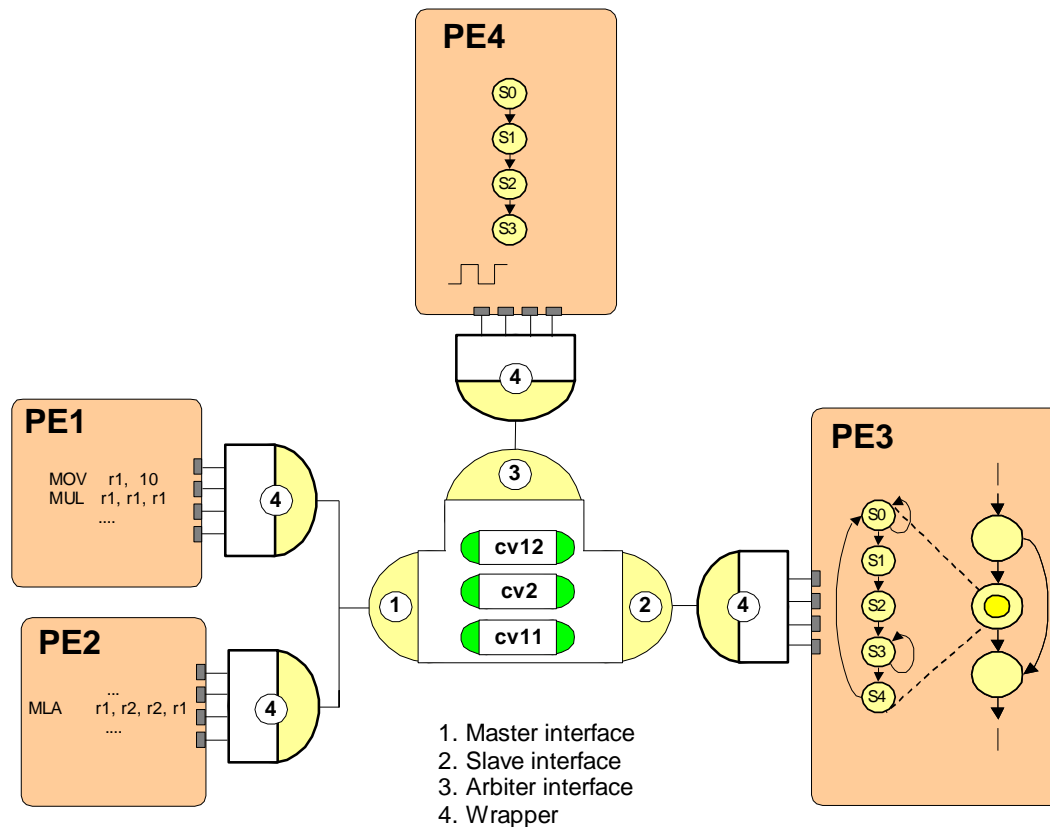 PE4
S0
S1
S2
S3
4
PE1
MOV r1, 10
MUL r1, r1, r1
....
4
PE2
...
MLA r1, r2, r2, r1
....
4
3
cv12
cv2
cv11
1
2
4
PE3
S0
S1
S2
S3
S4
1. Master interface
2. Slave interface
3. Arbiter interface
4. Wrapper